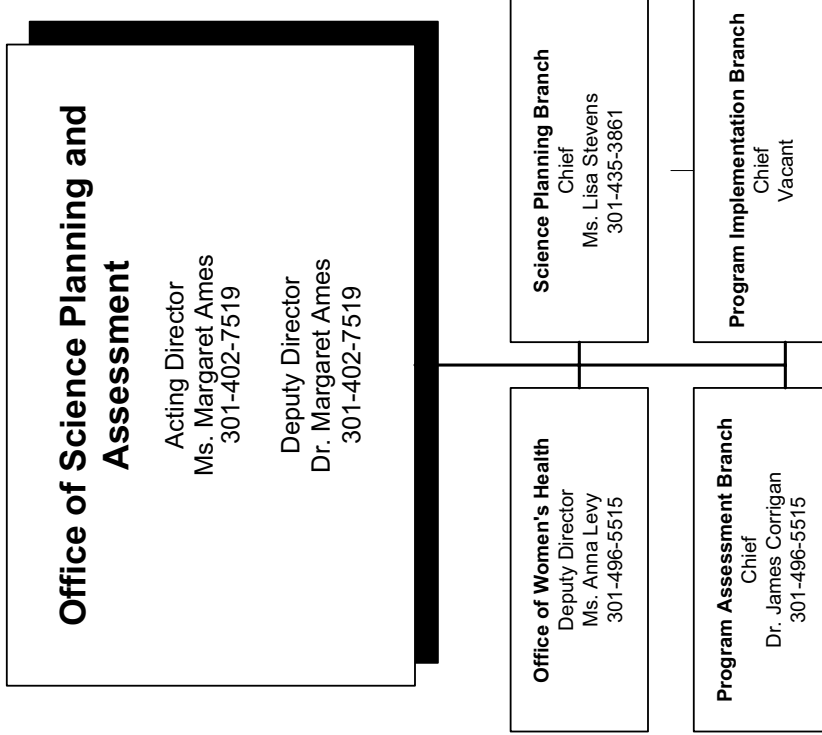 Office of Science Planning and
Assessment
Acting Director
Ms. Margaret Ames
301-402-7519
Deputy Director
Dr. Margaret Ames
301-402-7519
Office of Women's Health
Deputy Director
Ms. Anna Levy
301-496-5515
Science Planning Branch
Chief
Ms. Lisa Stevens
301-435-3861
Program Assessment Branch
Chief
Dr. James Corrigan
301-496-5515
Program Implementation Branch
Chief
Vacant